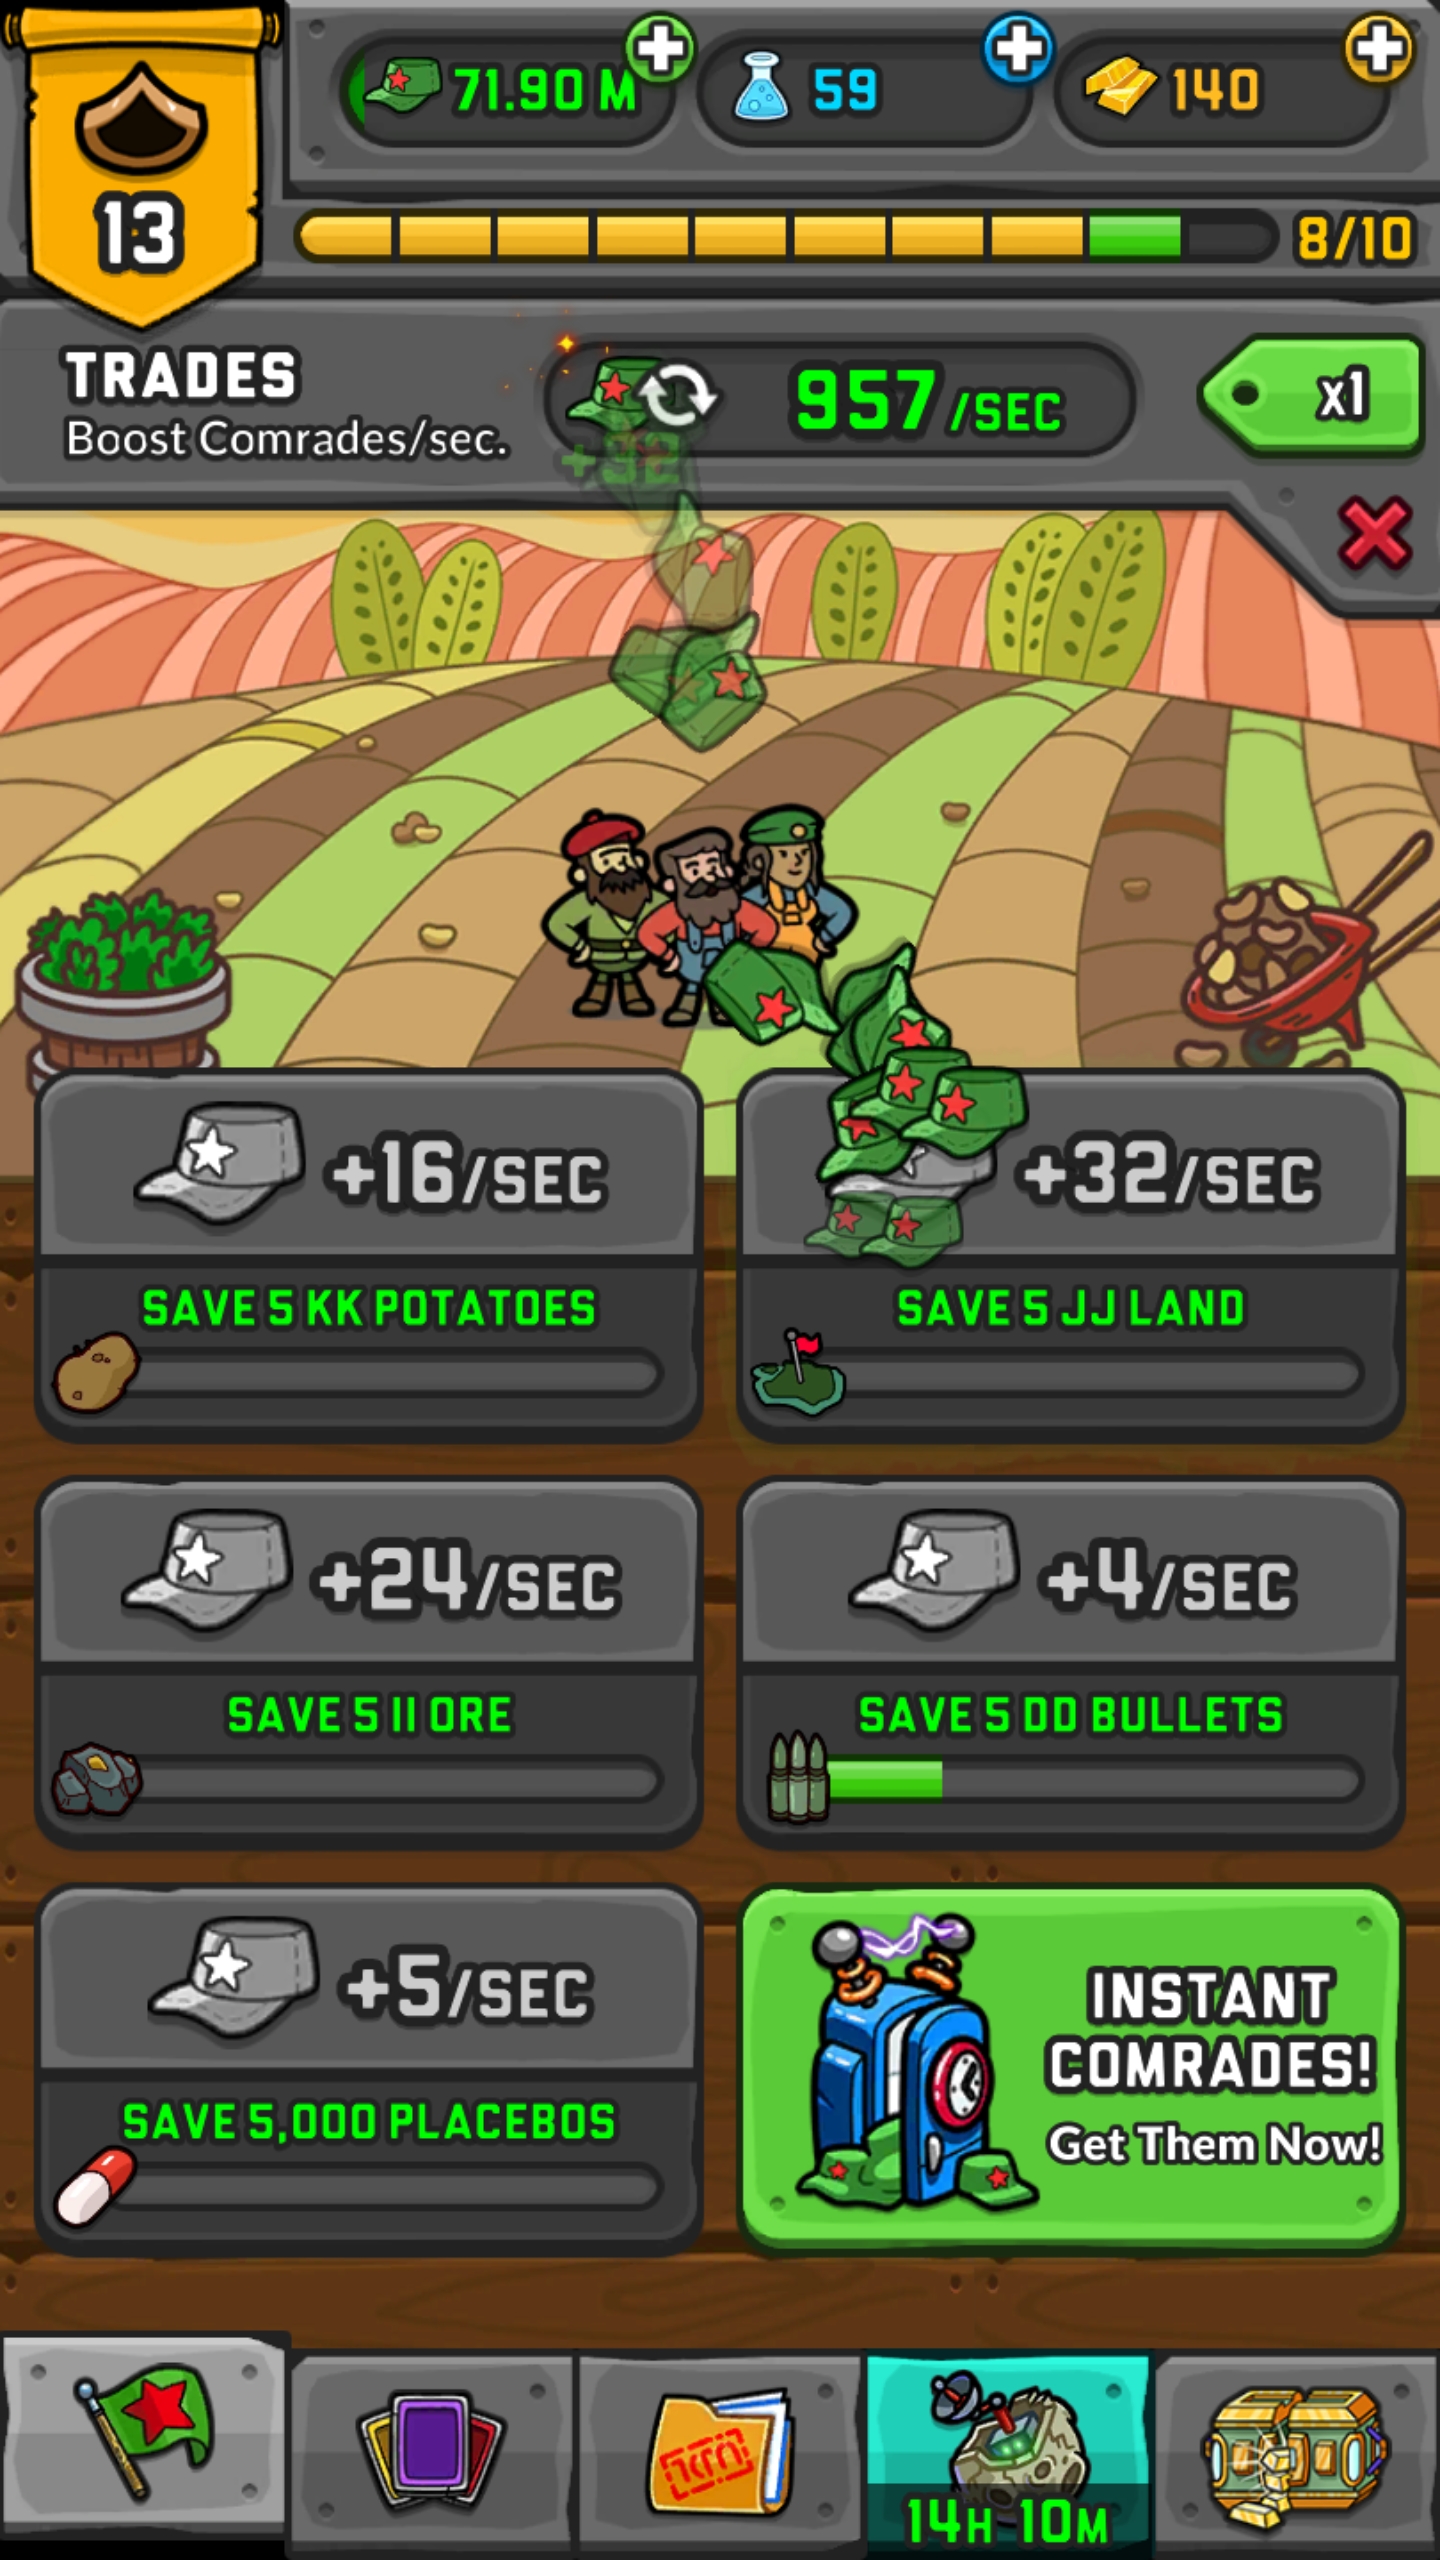 71.90 M
59
140
13
8/10
TRADES
Boost Comrades/sec.
957/SEC
x1
+32
+16/SEC
+32/SEC
SAVE 5 KK POTATOES
SAVE 5 JJ LAND
+24/SEC
+4/SEC
SAVE 5 II ORE
SAVE 5 DD BULLETS
+5/SEC
SAVE 5,000 PLACEBOS
INSTANT
COMRADES!
Get Them Now!
14H 10M